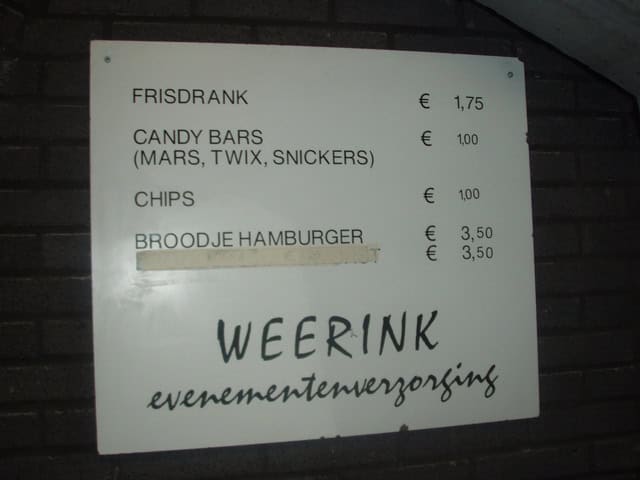 FRISDRANK € 1,75
CANDY BARS € 1,00
(MARS, TWIX, SNICKERS)
CHIPS € 1,00
BROODJE HAMBURGER € 3,50
€ 3,50
WEERINK
evenementenverzorging